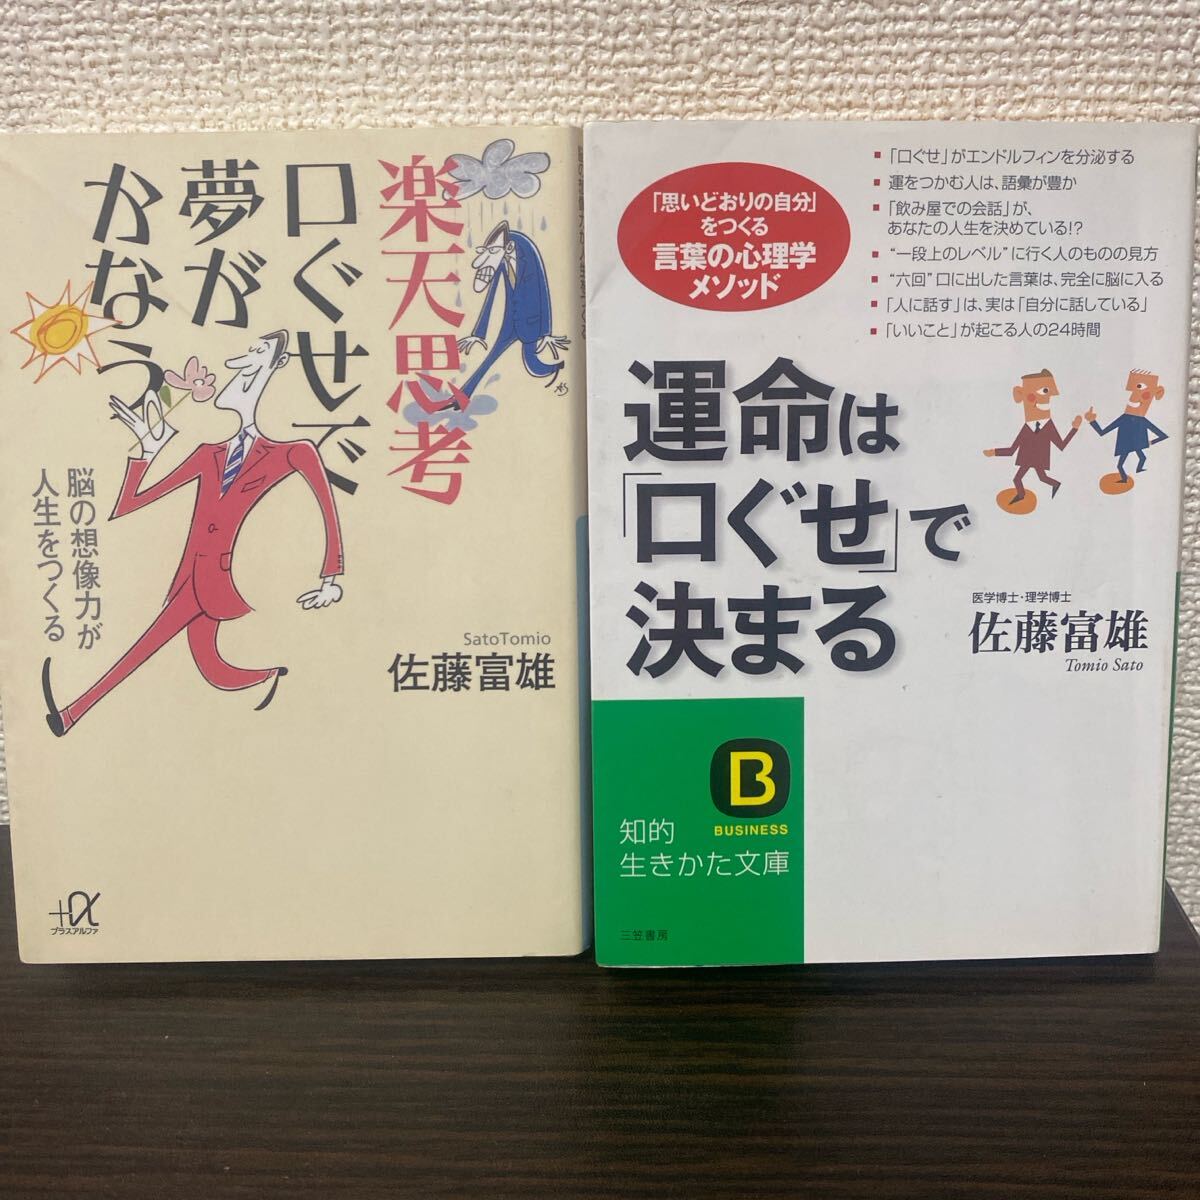 楽天思考
口ぐせで
夢が
かなう
脳の想像力が
人生をつくる
SatoTomio
佐藤富雄
+α
プラスアルファ
「思いどおりの自分」
をつくる
言葉の心理学
メソッド
■「口ぐせ」がエンドルフィンを分泌する
■運をつかむ人は、語彙が豊か
■「飲み屋での会話」が、
あなたの人生を決めている!?
■“一段上のレベル”に行く人のものの見方
■“六回”口に出した言葉は、完全に脳に入る
■「人に話す」は、実は「自分に話している」
■「いいこと」が起こる人の24時間
運命は
「口ぐせ」で
決まる
医学博士・理学博士
佐藤富雄
Tomio Sato
B
BUSINESS
知的
生きかた文庫
三笠書房